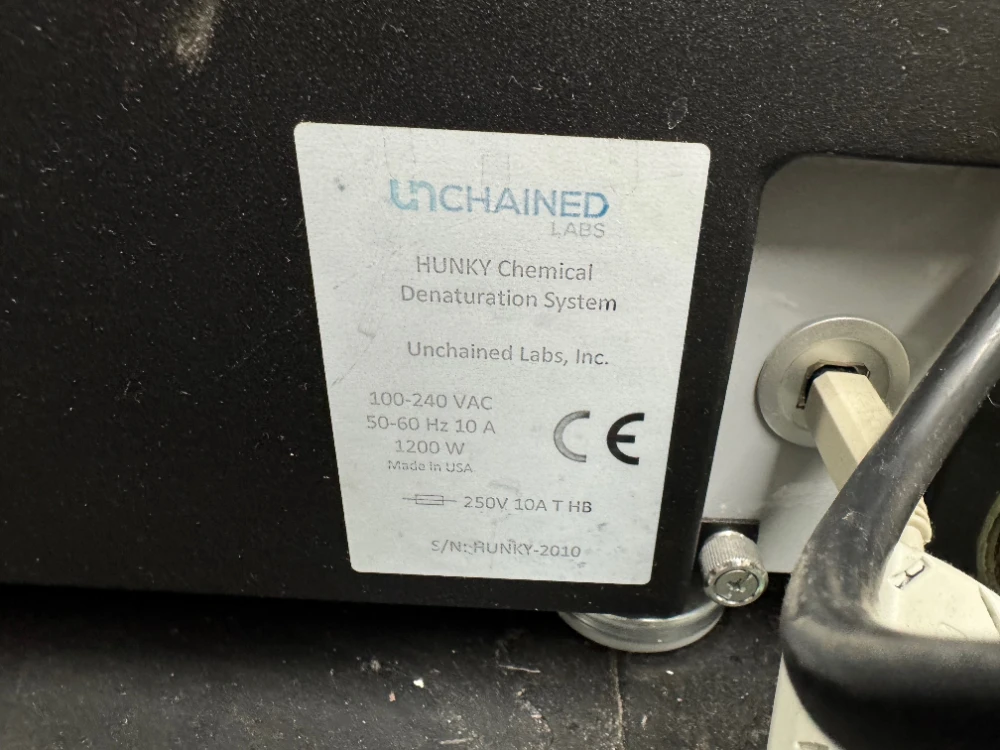 UNCHAINED
LABS
HUNKY Chemical
Denaturation System
Unchained Labs, Inc.
100-240 VAC
50-60 Hz 10 A
1200 W
Made in USA
CE
250V 10A T HB
S/N: HUNKY-2010